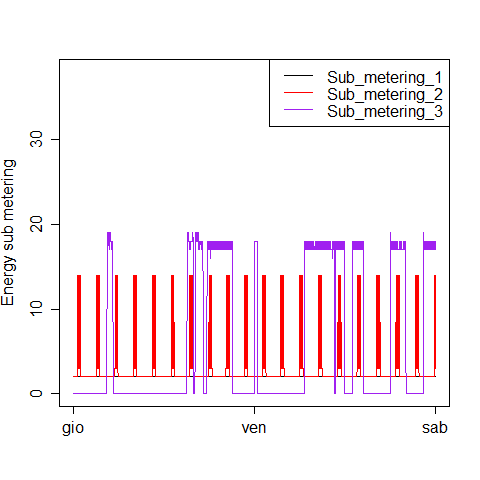 Sub_metering_1
Sub_metering_2
Sub_metering_3
Energy sub metering
30
20
10
0
gio ven sab